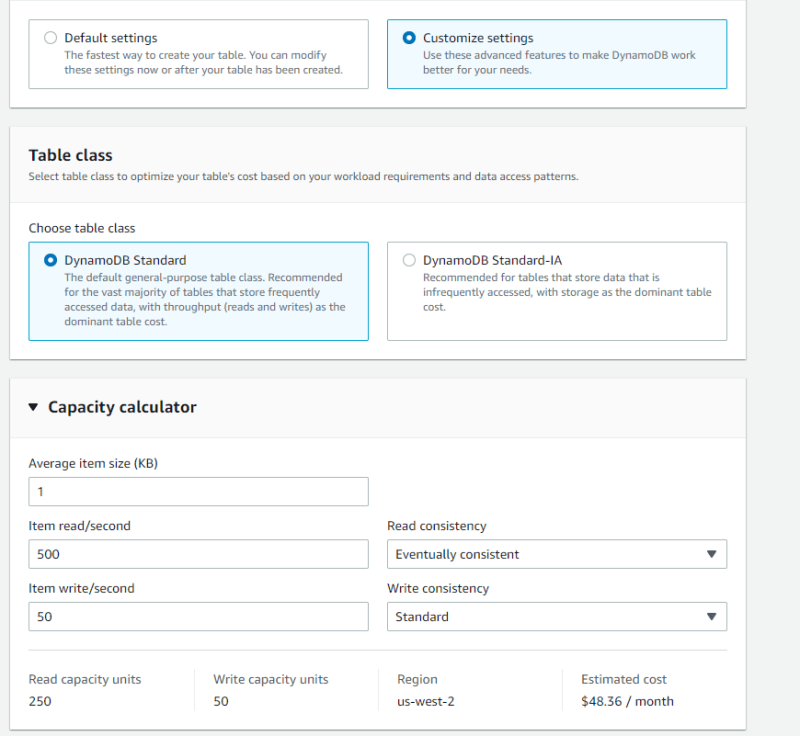 Default settings
The fastest way to create your table. You can modify
these settings now or after your table has been created.
Customize settings
Use these advanced features to make DynamoDB work
better for your needs.
Table class
Select table class to optimize your table's cost based on your workload requirements and data access patterns.
Choose table class
DynamoDB Standard
The default general-purpose table class. Recommended
for the vast majority of tables that store frequently
accessed data, with throughput (reads and writes) as the
dominant table cost.
DynamoDB Standard-IA
Recommended for tables that store data that is
infrequently accessed, with storage as the dominant table
cost.
Capacity calculator
Average item size (KB)
1
Item read/second
500
Read consistency
Eventually consistent
Item write/second
50
Write consistency
Standard
Read capacity units
250
Write capacity units
50
Region
us-west-2
Estimated cost
$48.36 / month